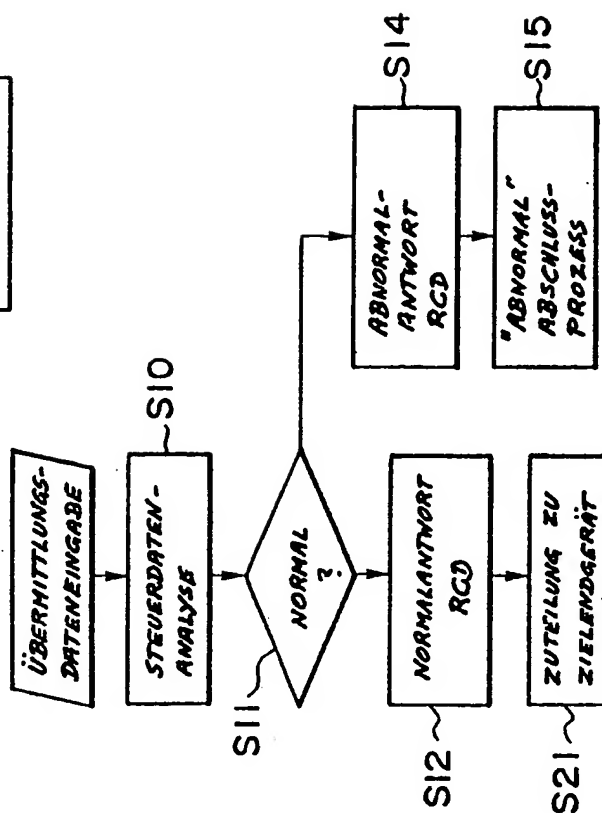 ÜBERMITTLUNGS-
DATENEINGABE
STEUERDATEN-
ANALYSE
S10
NORMAL
?
S11
NORMALANTWORT
RCD
S12
ZUTEILUNG ZU
ZIELENDGERÄT
S21
ABNORMAL-
ANTWORT
RCD
S14
"ABNORMAL"
ABSCHLUSS-
PROZESS
S15